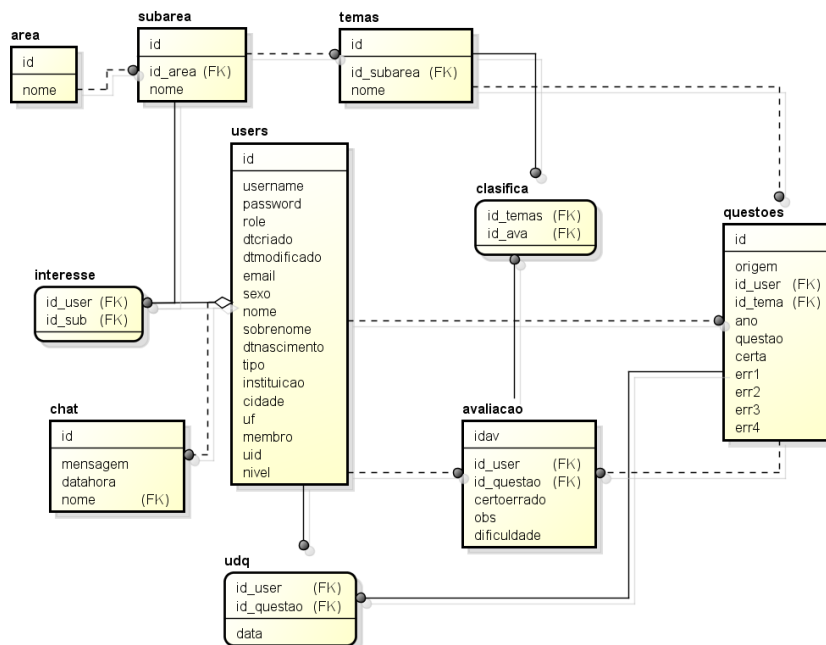 area
id
nome
subarea
id
id_area (FK)
nome
temas
id
id_subarea (FK)
nome
users
id
username
password
role
dtcriado
dtmodificado
email
sexo
nome
sobrenome
dtnascimento
tipo
instituicao
cidade
uf
membro
uid
nivel
clasifica
id_temas (FK)
id_ava (FK)
questoes
id
origem
id_user (FK)
id_tema (FK)
ano
questao
certa
err1
err2
err3
err4
interesse
id_user (FK)
id_sub (FK)
chat
id
mensagem
datahora
nome (FK)
avaliacao
idav
id_user (FK)
id_questao (FK)
certoerrado
obs
dificuldade
udq
id_user (FK)
id_questao (FK)
data